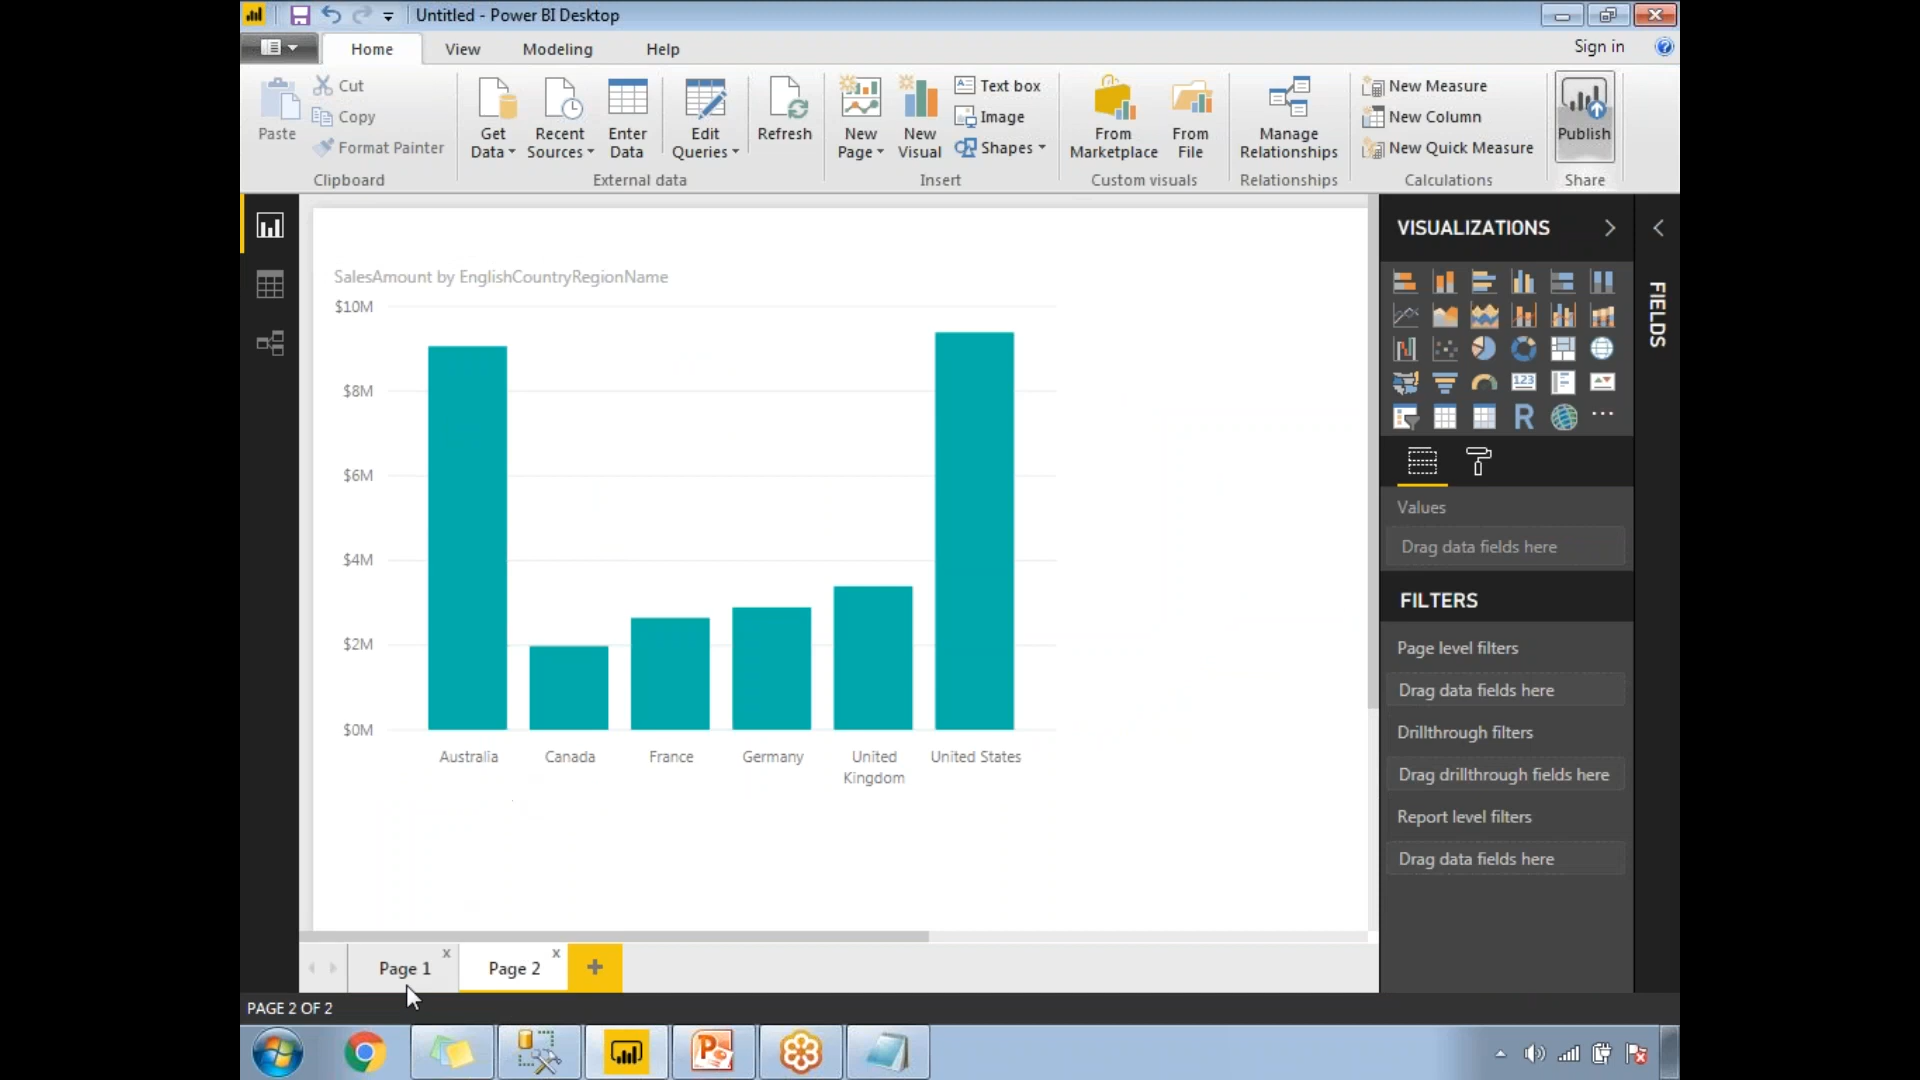 Untitled - Power BI Desktop
Home View Modeling Help Sign in
Paste
Cut
Copy
Format Painter
Clipboard
Get Data
Recent Sources
Enter Data
Edit Queries
Refresh
External data
New Page
New Visual
Text box
Image
Shapes
Insert
From Marketplace
From File
Custom visuals
Manage Relationships
Relationships
New Measure
New Column
New Quick Measure
Calculations
Publish
Share
SalesAmount by EnglishCountryRegionName
$10M
$8M
$6M
$4M
$2M
$0M
Australia Canada France Germany United Kingdom United States
VISUALIZATIONS
123
R
Values
Drag data fields here
FILTERS
Page level filters
Drag data fields here
Drillthrough filters
Drag drillthrough fields here
Report level filters
Drag data fields here
FIELDS
Page 1 x Page 2 x +
PAGE 2 OF 2